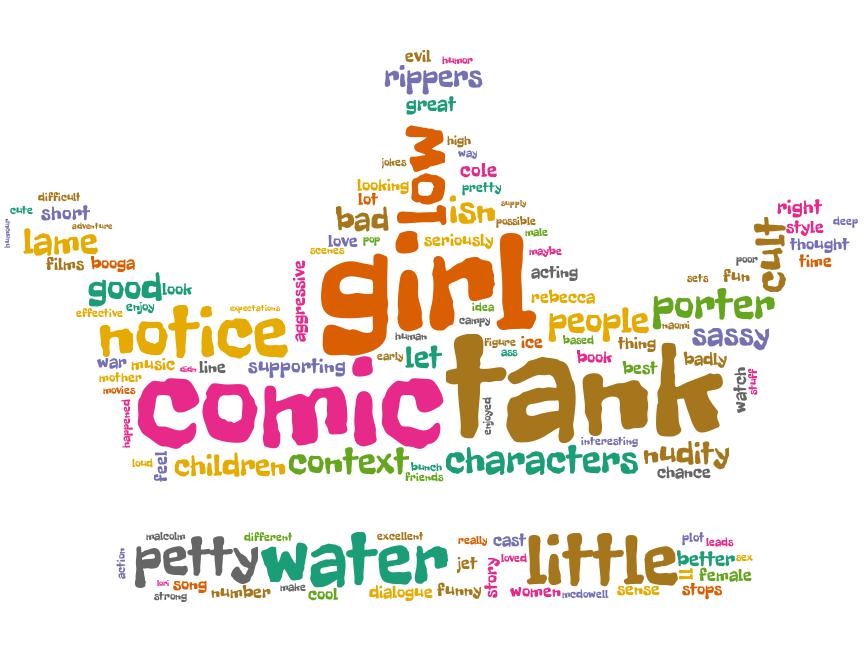 evil humor
rippers
great
lol
high
way
jokes
cole
looking
pretty
lot
bad
isn
supply
possible
love pop
seriously
male
scenes
maybe
girl
aggressive
acting
idea
campy
rebecca
difficult
cute short
humour
adventure
lame
films booga
good look
effective enjoy
expectations
notice
war music didn line
supporting
mother
movies
happened
human
early let
figure ice
ass
based
thing
people
book
best
naomi
porter
sassy
badly
sets fun
poor
cult
right
style
deep
thought
time
watch
stuff
comic
tank
enjoyed
interesting
loud
feel
children
context
bunch
friends
characters
nudity
chance
malcolm
different
excellent
action
petty
water
really cast
jet
loved
story
little
plot leads
better sex
ll
female
lori song
strong
number
make
cool
dialogue funny
women mcdowell
sense
stops